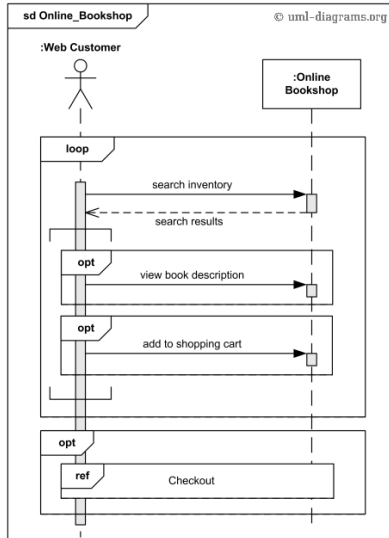 sd Online_Bookshop
© uml-diagrams.org
:Web Customer
:Online
Bookshop
loop
search inventory
search results
opt
view book description
opt
add to shopping cart
opt
ref
Checkout